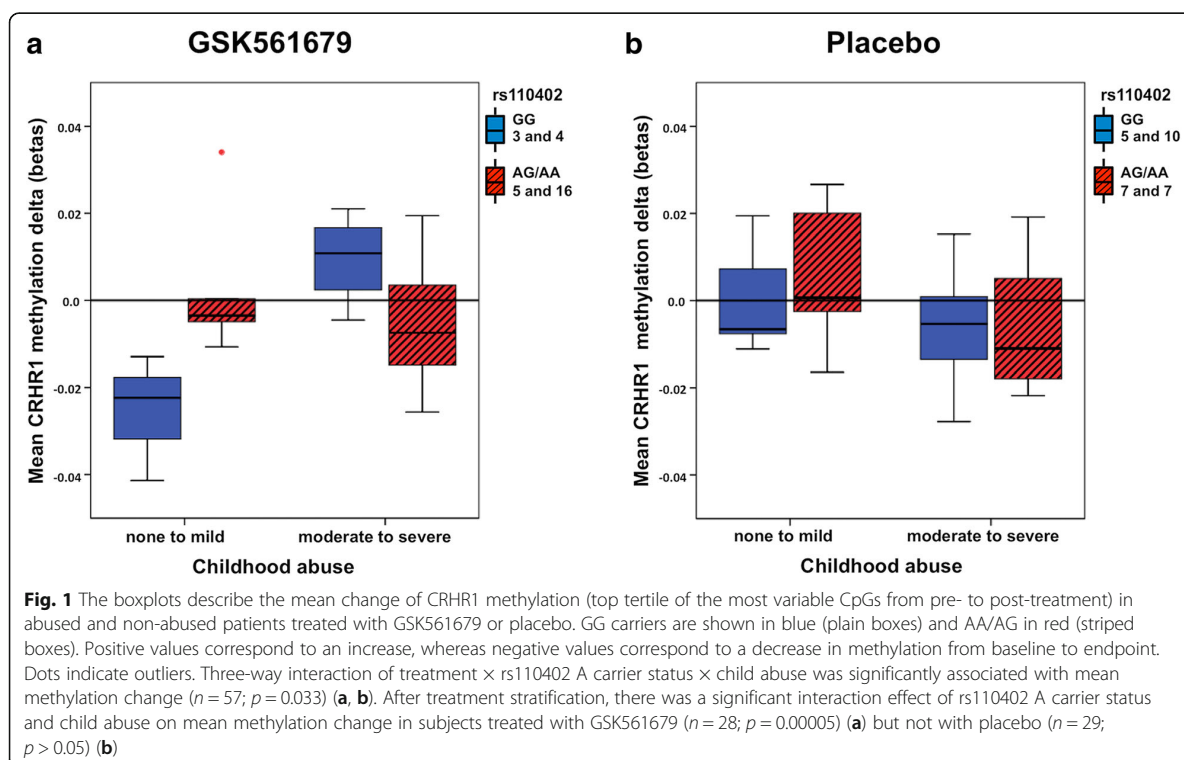 a
GSK561679
rs110402
GG
3 and 4
AG/AA
5 and 16
Mean CRHR1 methylation delta (betas)
0.04
0.02
0.0
-0.02
-0.04
none to mild
moderate to severe
Childhood abuse
b
Placebo
rs110402
GG
5 and 10
AG/AA
7 and 7
Mean CRHR1 methylation delta (betas)
0.04
0.02
0.0
-0.02
-0.04
none to mild
moderate to severe
Childhood abuse
Fig. 1 The boxplots describe the mean change of CRHR1 methylation (top tertile of the most variable CpGs from pre- to post-treatment) in
abused and non-abused patients treated with GSK561679 or placebo. GG carriers are shown in blue (plain boxes) and AA/AG in red (striped
boxes). Positive values correspond to an increase, whereas negative values correspond to a decrease in methylation from baseline to endpoint.
Dots indicate outliers. Three-way interaction of treatment × rs110402 A carrier status × child abuse was significantly associated with mean
methylation change (n = 57; p = 0.033) (a, b). After treatment stratification, there was a significant interaction effect of rs110402 A carrier status
and child abuse on mean methylation change in subjects treated with GSK561679 (n = 28; p = 0.00005) (a) but not with placebo (n = 29;
p > 0.05) (b)